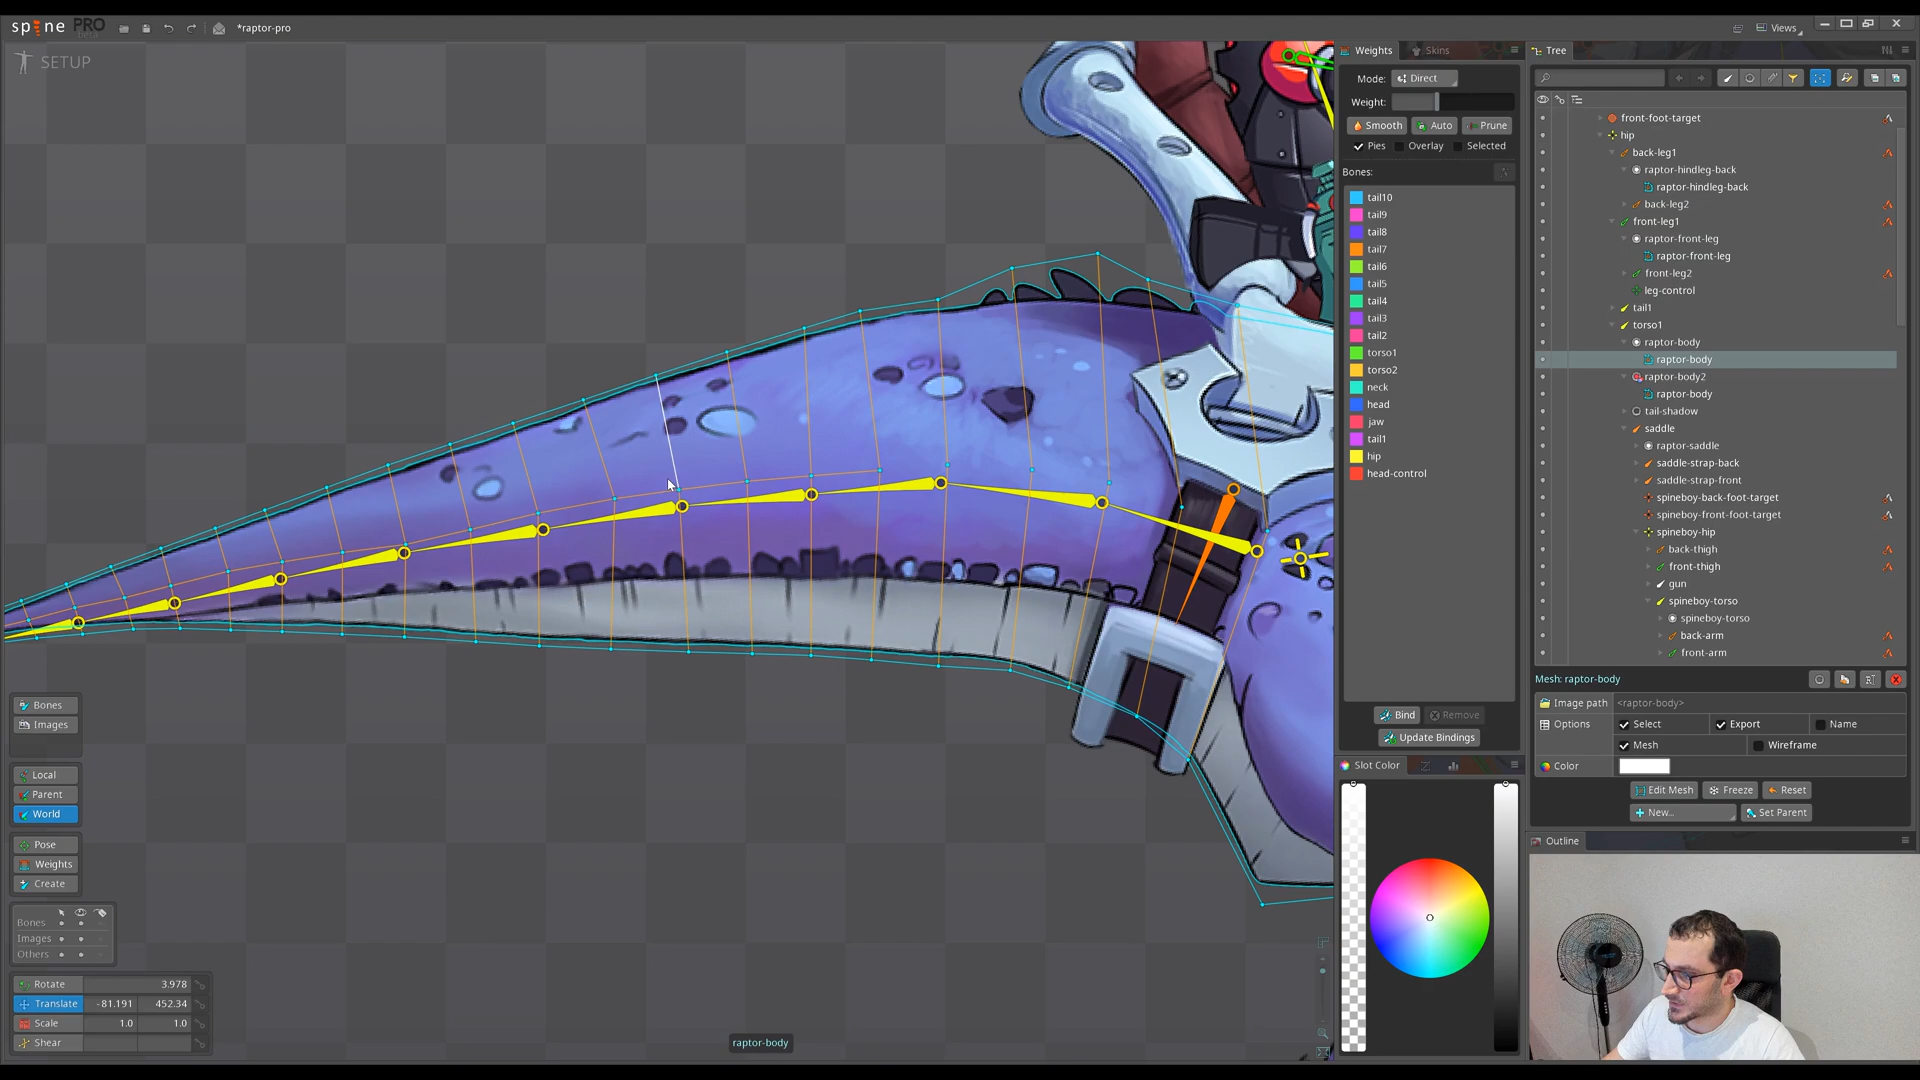 spine PRO
beta
*raptor-pro
Views
SETUP
Weights
Skins
Mode:
Direct
Weight:
Smooth
Auto
Prune
Pies
Overlay
Selected
Bones:
tail10
tail9
tail8
tail7
tail6
tail5
tail4
tail3
tail2
torso1
torso2
neck
head
jaw
tail1
hip
head-control
Bind
Remove
Update Bindings
Slot Color
Tree
front-foot-target
hip
back-leg1
raptor-hindleg-back
raptor-hindleg-back
back-leg2
front-leg1
raptor-front-leg
raptor-front-leg
front-leg2
leg-control
tail1
torso1
raptor-body
raptor-body
raptor-body2
raptor-body
tail-shadow
saddle
raptor-saddle
saddle-strap-back
saddle-strap-front
spineboy-back-foot-target
spineboy-front-foot-target
spineboy-hip
back-thigh
front-thigh
gun
spineboy-torso
spineboy-torso
back-arm
front-arm
Mesh: raptor-body
Image path
<raptor-body>
Options
Select
Export
Name
Mesh
Wireframe
Color
Edit Mesh
Freeze
Reset
New...
Set Parent
Outline
Bones
Images
Local
Parent
World
Pose
Weights
Create
Bones
Images
Others
Rotate 3.978
Translate -81.191 452.34
Scale 1.0 1.0
Shear
raptor-body